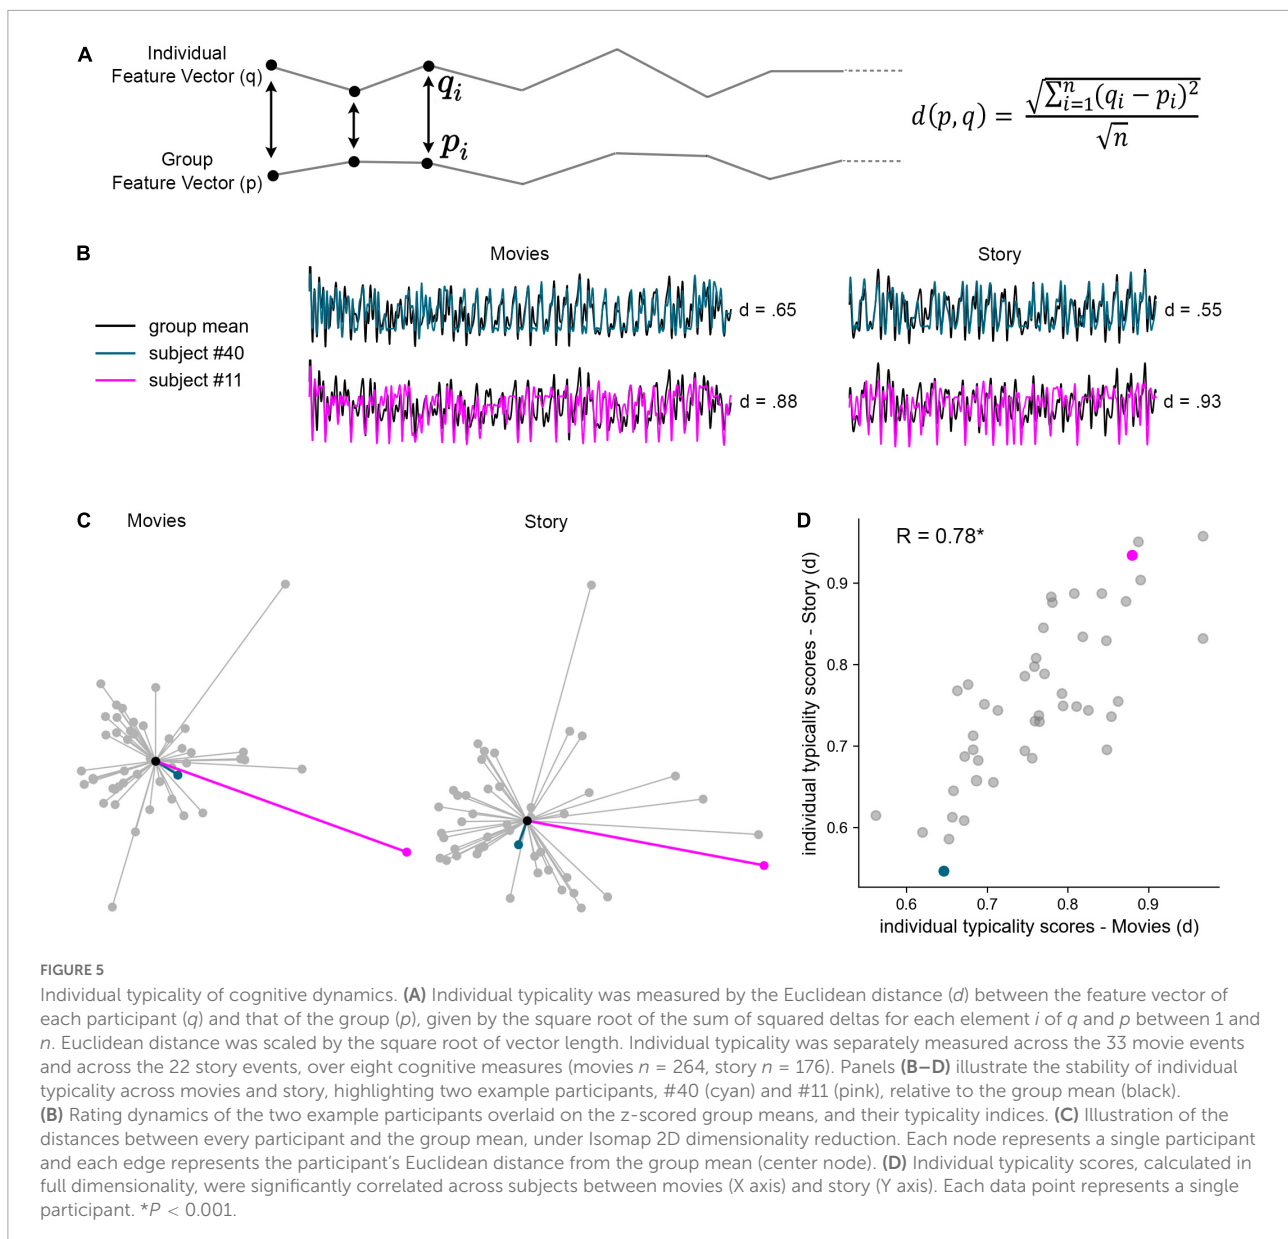 A
Individual
Feature Vector (q)
qᵢ
pᵢ
Group
Feature Vector (p)
d(p, q) = √∑ⁿᵢ₌₁(qᵢ − pᵢ)² / √n
B
Movies
Story
group mean
subject #40
subject #11
d = .65
d = .55
d = .88
d = .93
C
Movies
Story
D
R = 0.78*
individual typicality scores - Story (d)
0.9
0.8
0.7
0.6
0.6 0.7 0.8 0.9
individual typicality scores - Movies (d)
FIGURE 5
Individual typicality of cognitive dynamics. (A) Individual typicality was measured by the Euclidean distance (d) between the feature vector of
each participant (q) and that of the group (p), given by the square root of the sum of squared deltas for each element i of q and p between 1 and
n. Euclidean distance was scaled by the square root of vector length. Individual typicality was separately measured across the 33 movie events
and across the 22 story events, over eight cognitive measures (movies n = 264, story n = 176). Panels (B–D) illustrate the stability of individual
typicality across movies and story, highlighting two example participants, #40 (cyan) and #11 (pink), relative to the group mean (black).
(B) Rating dynamics of the two example participants overlaid on the z-scored group means, and their typicality indices. (C) Illustration of the
distances between every participant and the group mean, under Isomap 2D dimensionality reduction. Each node represents a single participant
and each edge represents the participant's Euclidean distance from the group mean (center node). (D) Individual typicality scores, calculated in
full dimensionality, were significantly correlated across subjects between movies (X axis) and story (Y axis). Each data point represents a single
participant. *P < 0.001.